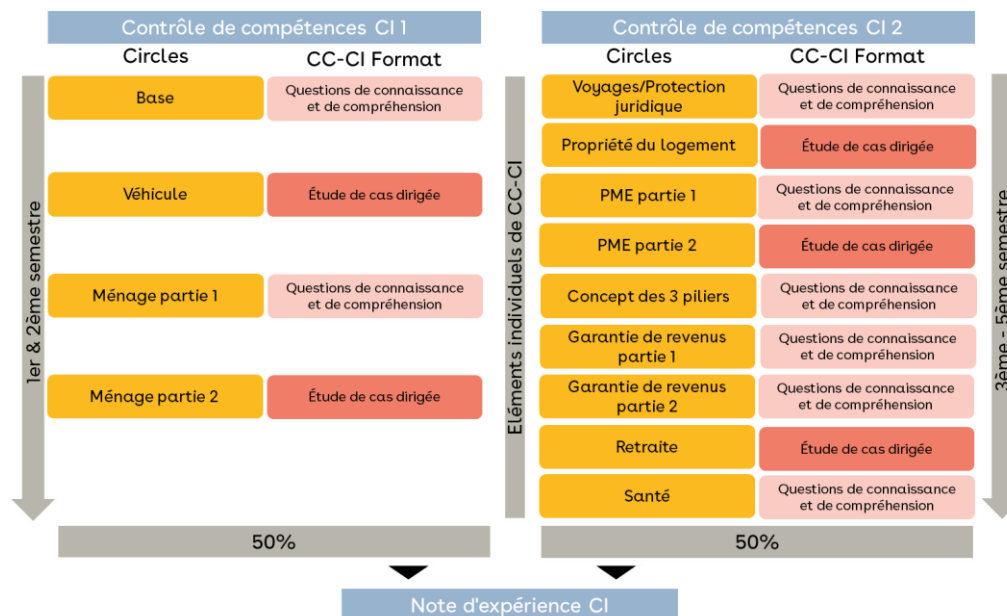 Contrôle de compétences CI 1
Circles
CC-CI Format
Base
Questions de connaissance
et de compréhension
Véhicule
Étude de cas dirigée
Ménage partie 1
Questions de connaissance
et de compréhension
Ménage partie 2
Étude de cas dirigée
1er & 2ème semestre
50%
Contrôle de compétences CI 2
Circles
CC-CI Format
Voyages/Protection
juridique
Questions de connaissance
et de compréhension
Propriété du logement
Étude de cas dirigée
PME partie 1
Questions de connaissance
et de compréhension
PME partie 2
Étude de cas dirigée
Concept des 3 piliers
Questions de connaissance
et de compréhension
Garantie de revenus
partie 1
Questions de connaissance
et de compréhension
Garantie de revenus
partie 2
Questions de connaissance
et de compréhension
Retraite
Étude de cas dirigée
Santé
Questions de connaissance
et de compréhension
Eléments individuels de CC-CI
3ème - 5ème semestre
50%
Note d'expérience CI